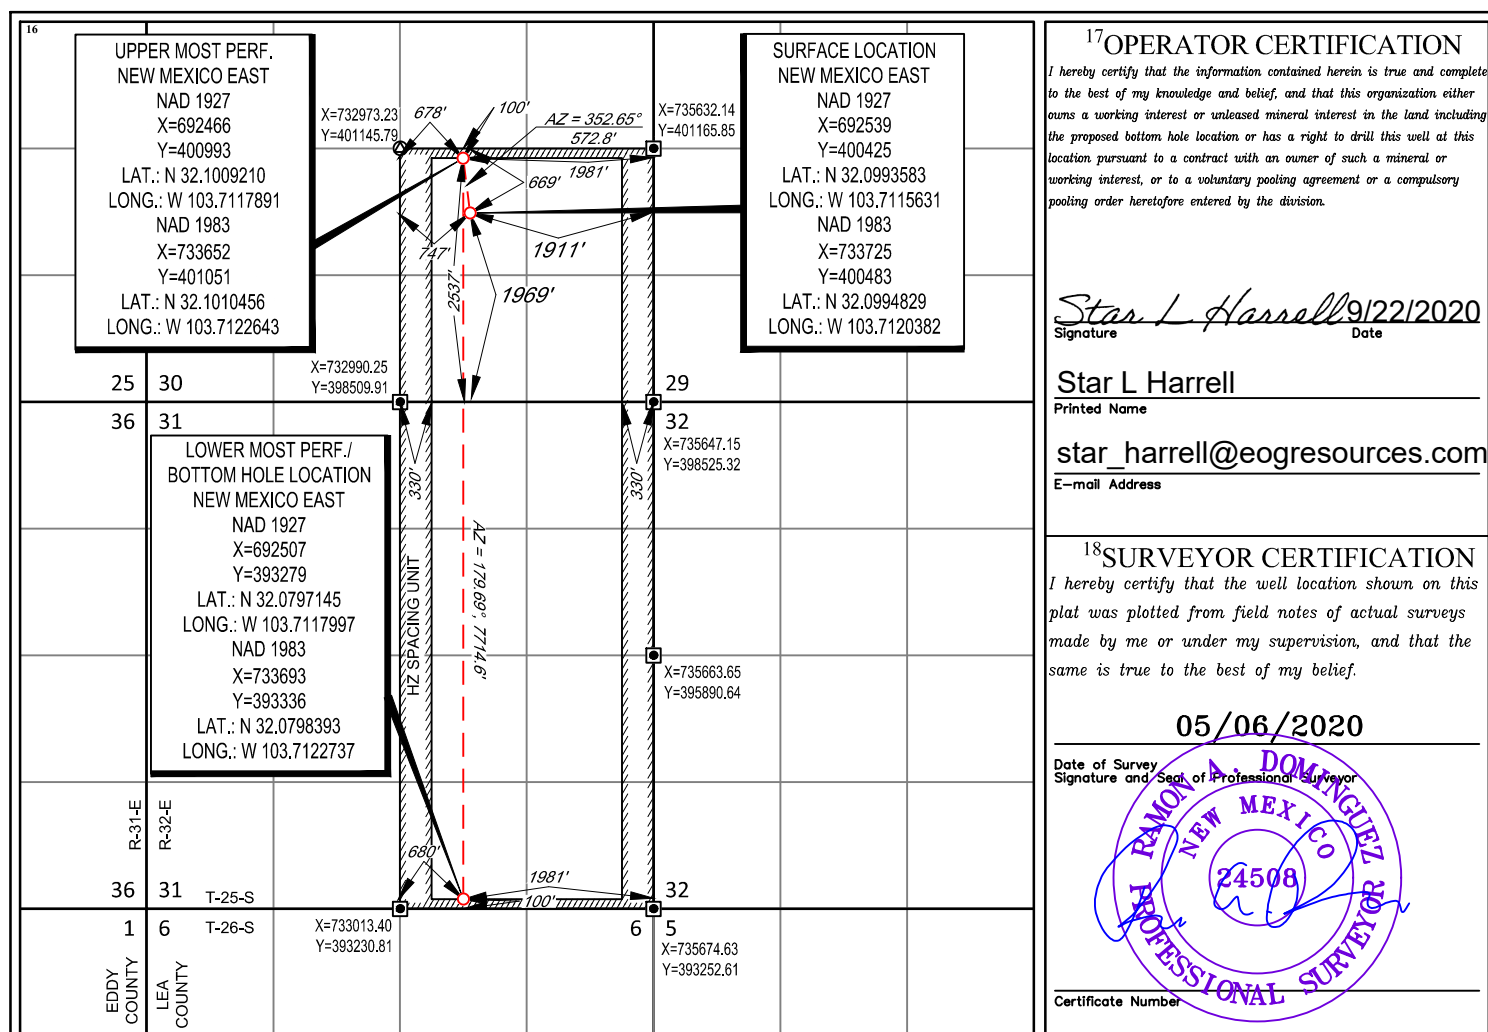 16
UPPER MOST PERF.
NEW MEXICO EAST
NAD 1927
X=692466
Y=400993
LAT.: N 32.1009210
LONG.: W 103.7117891
NAD 1983
X=733652
Y=401051
LAT.: N 32.1010456
LONG.: W 103.7122643
SURFACE LOCATION
NEW MEXICO EAST
NAD 1927
X=692539
Y=400425
LAT.: N 32.0993583
LONG.: W 103.7115631
NAD 1983
X=733725
Y=400483
LAT.: N 32.0994829
LONG.: W 103.7120382
X=732973.23
Y=401145.79
678'
100'
AZ = 352.65°
572.8'
X=735632.14
Y=401165.85
1981'
669'
747'
1911'
2537'
1969'
X=732990.25
Y=398509.91
25 30
29
36 31
32
X=735647.15
Y=398525.32
330'
330'
LOWER MOST PERF./
BOTTOM HOLE LOCATION
NEW MEXICO EAST
NAD 1927
X=692507
Y=393279
LAT.: N 32.0797145
LONG.: W 103.7117997
NAD 1983
X=733693
Y=393336
LAT.: N 32.0798393
LONG.: W 103.7122737
HZ SPACING UNIT
AZ = 179.69°, 7714.6'
X=735663.65
Y=395890.64
R-31-E
R-32-E
680'
1981'
100'
36 31 T-25-S
32
1 6 T-26-S
6 5
X=733013.40
Y=393230.81
X=735674.63
Y=393252.61
EDDY
COUNTY
LEA
COUNTY
17OPERATOR CERTIFICATION
I hereby certify that the information contained herein is true and complete
to the best of my knowledge and belief, and that this organization either
owns a working interest or unleased mineral interest in the land including
the proposed bottom hole location or has a right to drill this well at this
location pursuant to a contract with an owner of such a mineral or
working interest, or to a voluntary pooling agreement or a compulsory
pooling order heretofore entered by the division.
Star L Harrell 9/22/2020
Signature Date
Star L Harrell
Printed Name
star_harrell@eogresources.com
E-mail Address
18SURVEYOR CERTIFICATION
I hereby certify that the well location shown on this
plat was plotted from field notes of actual surveys
made by me or under my supervision, and that the
same is true to the best of my belief.
05/06/2020
Date of Survey
Signature and Seal of Professional Surveyor
RAMON A. DOMINGUEZ
NEW MEXICO
24508
PROFESSIONAL SURVEYOR
Certificate Number